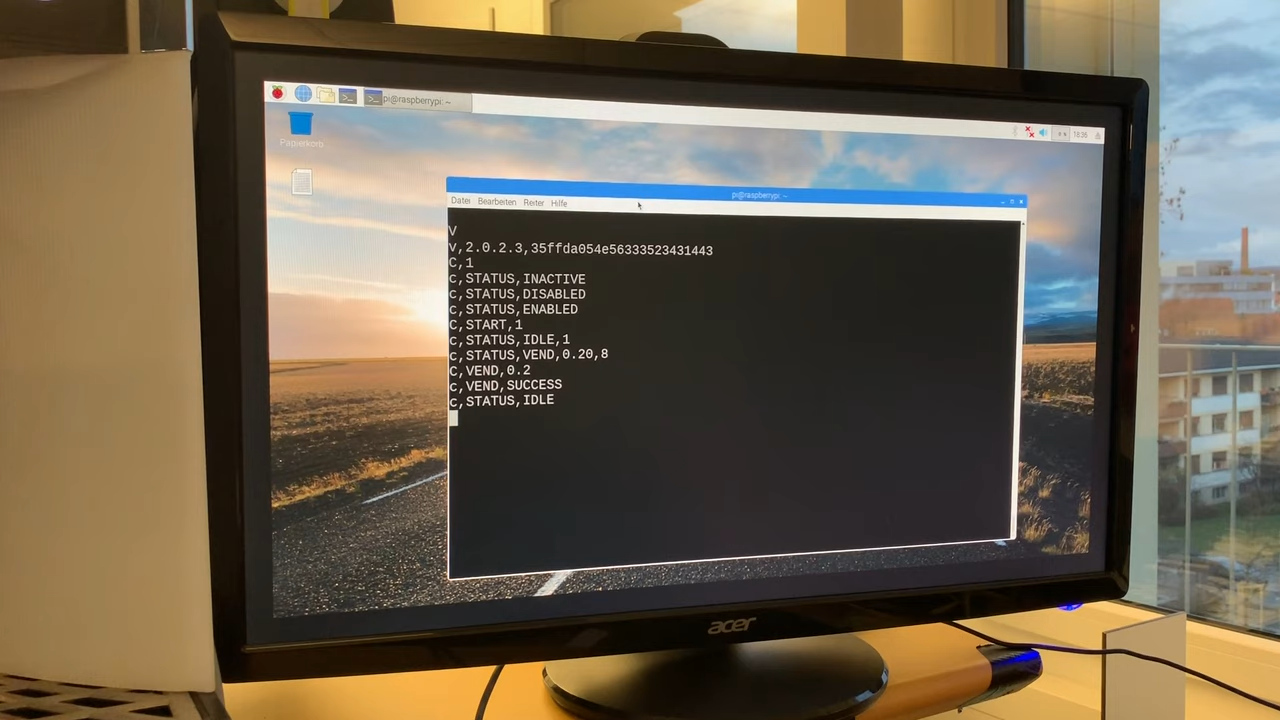 pi@raspberrypi: ~
18:36
Papierkorb
pi@raspberrypi: ~
Datei Bearbeiten Reiter Hilfe
V
v,2.0.2.3,35ffda054e56333523431443
C,1
c,STATUS,INACTIVE
c,STATUS,DISABLED
c,STATUS,ENABLED
C,START,1
c,STATUS,IDLE,1
c,STATUS,VEND,0.20,8
C,VEND,0.2
c,VEND,SUCCESS
c,STATUS,IDLE
acer